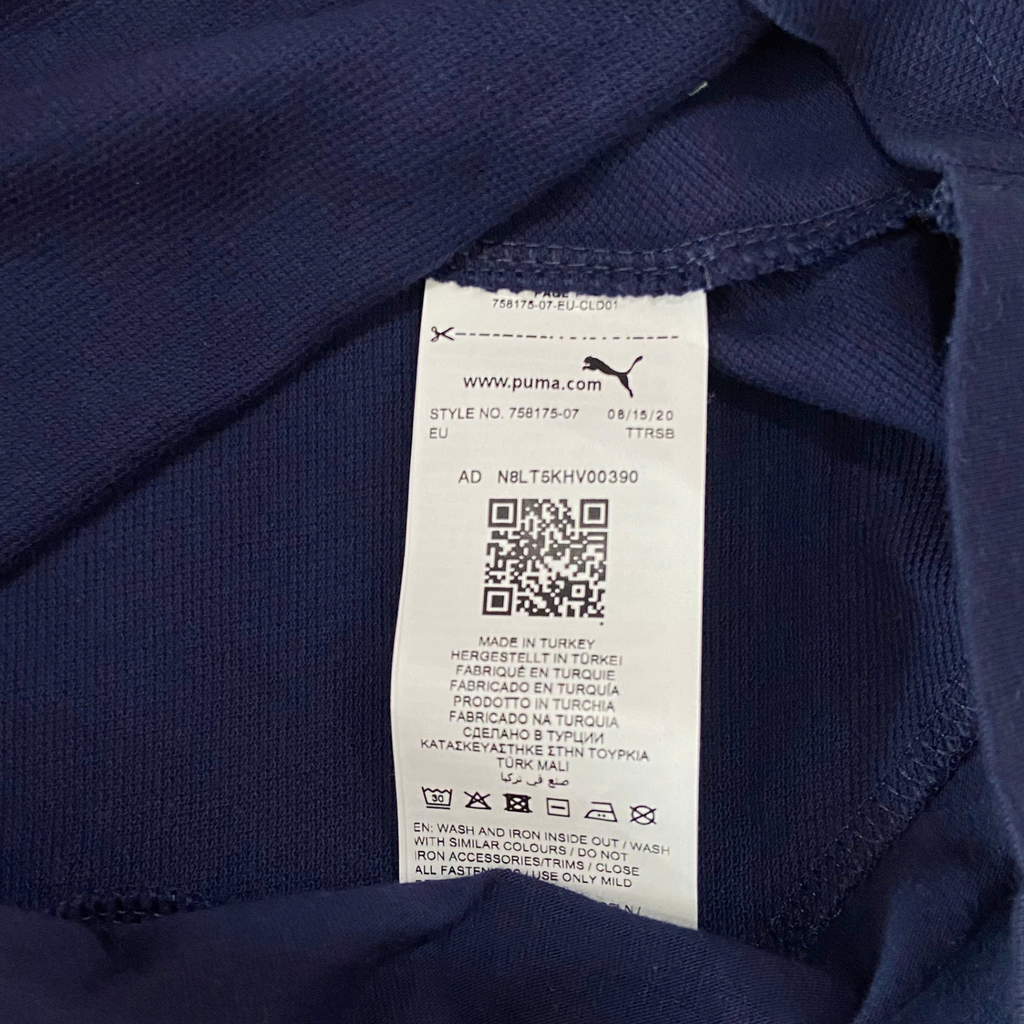 PAGE
758175-07-EU-CLD01
www.puma.com
STYLE NO. 758175-07 08/15/20
EU TTRSB
AD N8LT5KHV00390
MADE IN TURKEY
HERGESTELLT IN TÜRKEI
FABRIQUÉ EN TURQUIE
FABRICADO EN TURQUÍA
PRODOTTO IN TURCHIA
FABRICADO NA TURQUIA
СДЕЛАНО В ТУРЦИИ
ΚΑΤΑΣΚΕΥΑΣΤΗΚΕ ΣΤΗΝ ΤΟΥΡΚΙΑ
TÜRK MALI
صنع في تركيا
30
EN: WASH AND IRON INSIDE OUT / WASH
WITH SIMILAR COLOURS / DO NOT
IRON ACCESSORIES/TRIMS / CLOSE
ALL / USE ONLY MILD